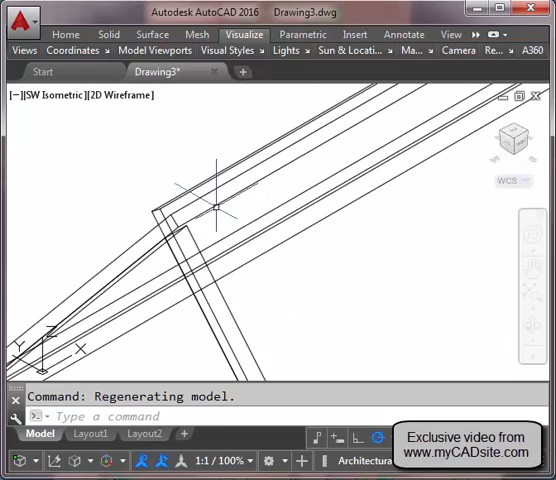 Autodesk AutoCAD 2016 Drawing3.dwg
Home Solid Surface Mesh Visualize Parametric Insert Annotate View
Views Coordinates Model Viewports Visual Styles Lights Sun & Locati... Ma... Camera Re... A360
Start Drawing3*
[−][SW Isometric][2D Wireframe]
WCS
Z
Y
X
Command: Regenerating model.
Type a command
Model Layout1 Layout2
1:1 / 100% Architectura
Exclusive video from
www.myCADsite.com